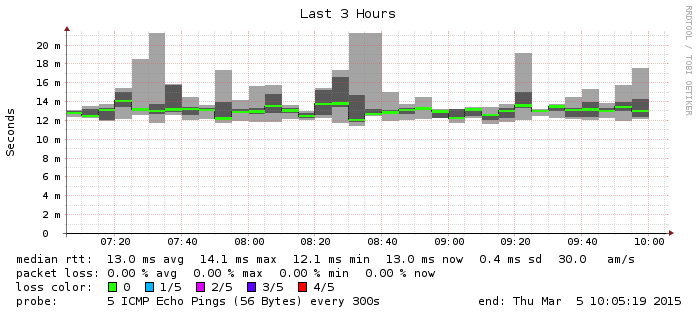 Last 3 Hours
RRDTOOL / TOBI OETIKER
Seconds
20 m
18 m
16 m
14 m
12 m
10 m
8 m
6 m
4 m
2 m
0
07:20 07:40 08:00 08:20 08:40 09:00 09:20 09:40 10:00
median rtt: 13.0 ms avg 14.1 ms max 12.1 ms min 13.0 ms now 0.4 ms sd 30.0 am/s
packet loss: 0.00 % avg 0.00 % max 0.00 % min 0.00 % now
loss color: 0 1/5 2/5 3/5 4/5
probe: 5 ICMP Echo Pings (56 Bytes) every 300s end: Thu Mar 5 10:05:19 2015